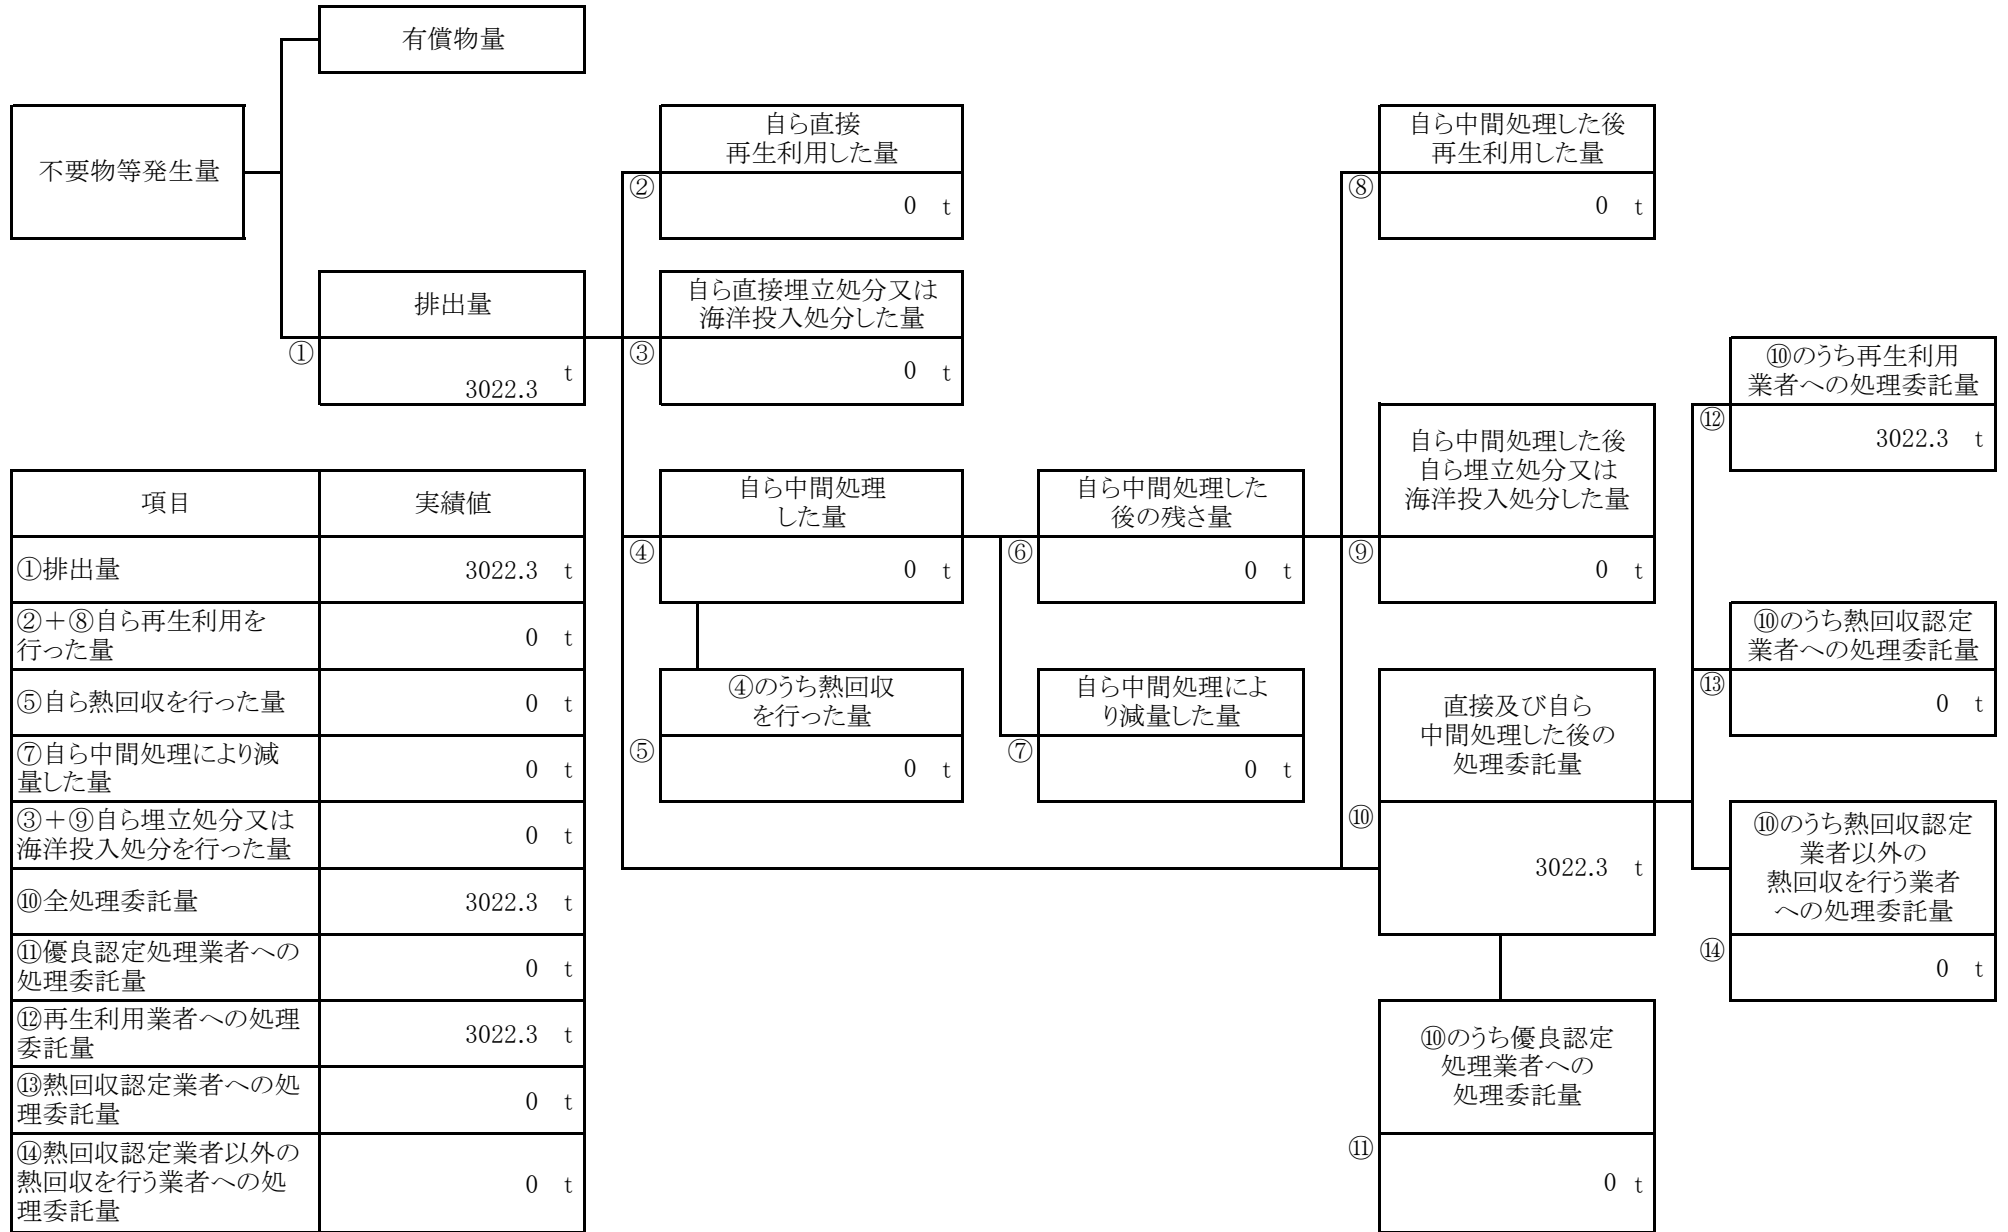 有償物量
不要物等発生量
排出量
①
t
3022.3
自ら直接
再生利用した量
②
0 t
自ら直接埋立処分又は
海洋投入処分した量
③
0 t
自ら中間処理
した量
④
0 t
④のうち熱回収
を行った量
⑤
0 t
自ら中間処理した
後の残さ量
⑥
0 t
自ら中間処理によ
り減量した量
⑦
0 t
自ら中間処理した後
再生利用した量
⑧
0 t
自ら中間処理した後
自ら埋立処分又は
海洋投入処分した量
⑨
0 t
直接及び自ら
中間処理した後の
処理委託量
⑩
3022.3 t
⑩のうち優良認定
処理業者への
処理委託量
⑪
0 t
⑩のうち再生利用
業者への処理委託量
⑫
3022.3 t
⑩のうち熱回収認定
業者への処理委託量
⑬
0 t
⑩のうち熱回収認定
業者以外の
熱回収を行う業者
への処理委託量
⑭
0 t
項目 実績値
①排出量 3022.3 t
②+⑧自ら再生利用を
行った量 0 t
⑤自ら熱回収を行った量 0 t
⑦自ら中間処理により減
量した量 0 t
③+⑨自ら埋立処分又は
海洋投入処分を行った量 0 t
⑩全処理委託量 3022.3 t
⑪優良認定処理業者への
処理委託量 0 t
⑫再生利用業者への処理
委託量 3022.3 t
⑬熱回収認定業者への処
理委託量 0 t
⑭熱回収認定業者以外の
熱回収を行う業者への処
理委託量 0 t